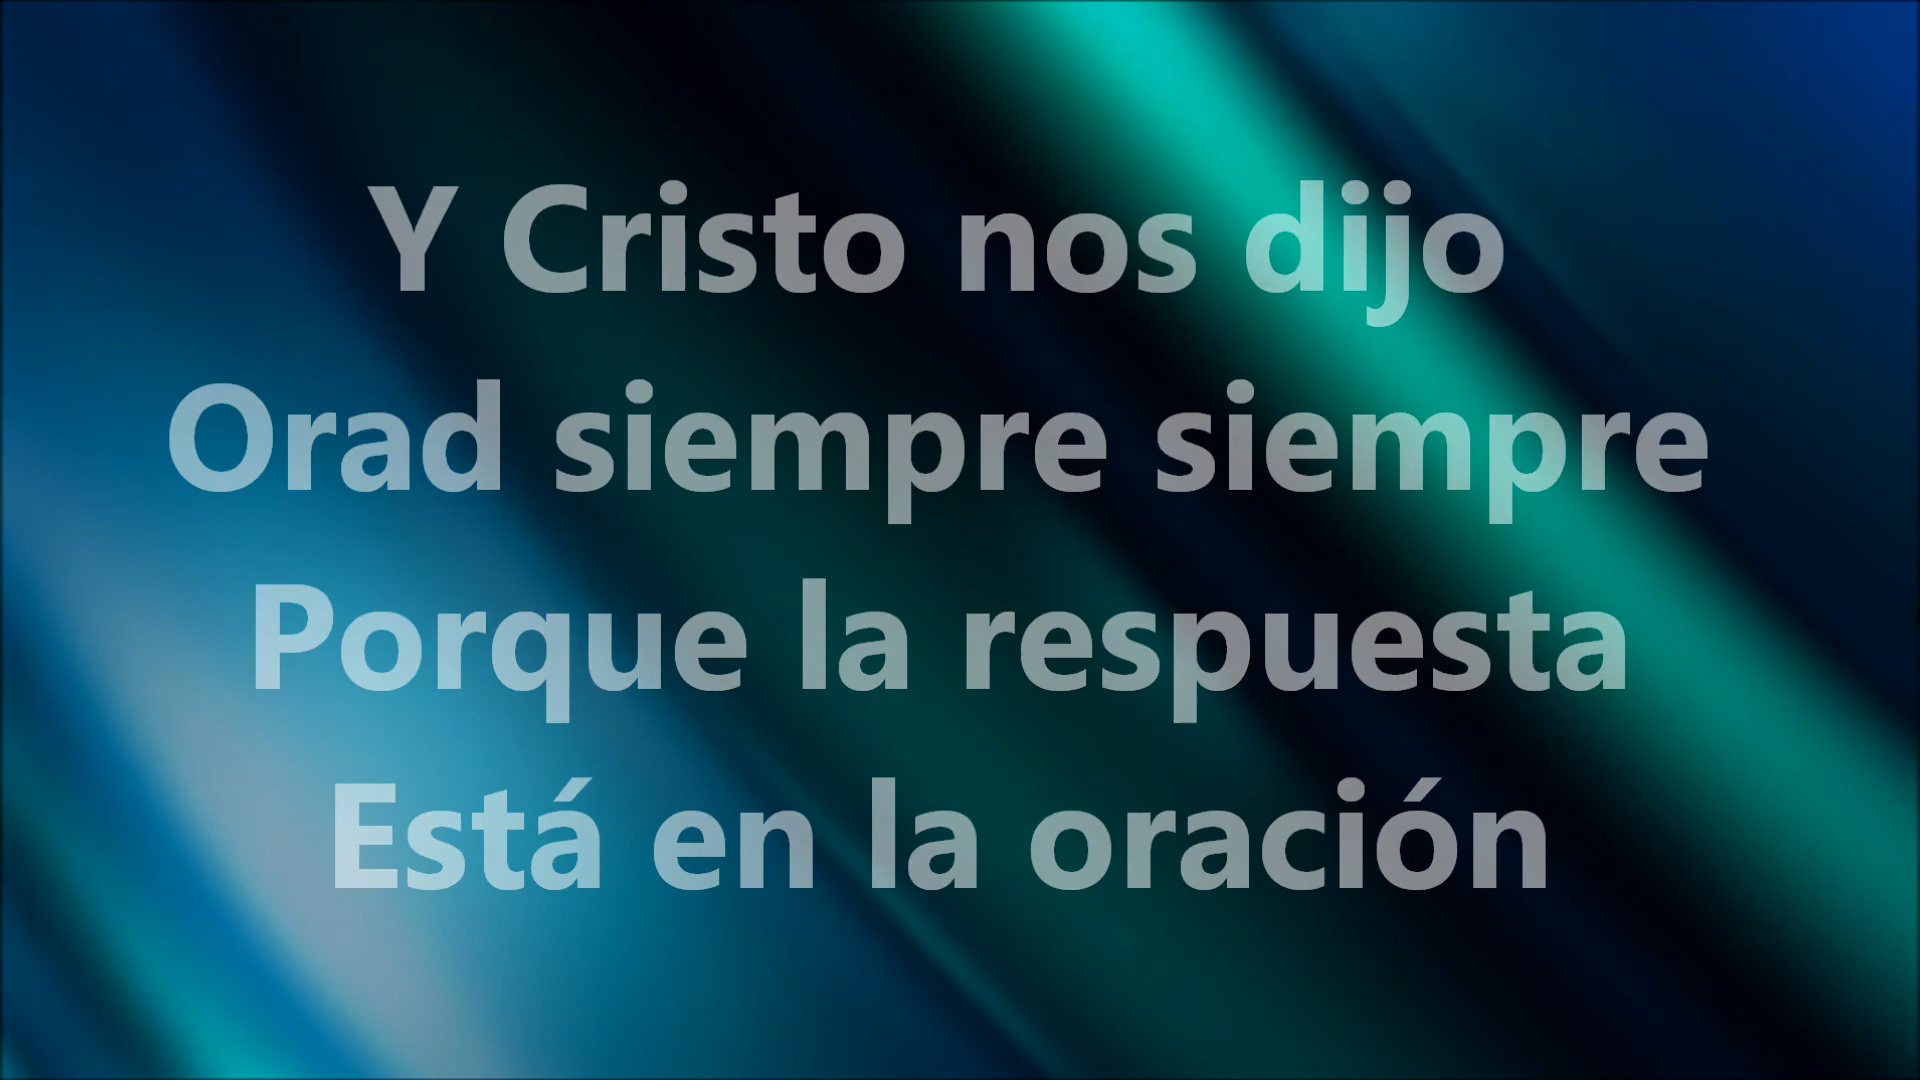 Y Cristo nos dijo
Orad siempre siempre
Porque la respuesta
Está en la oración